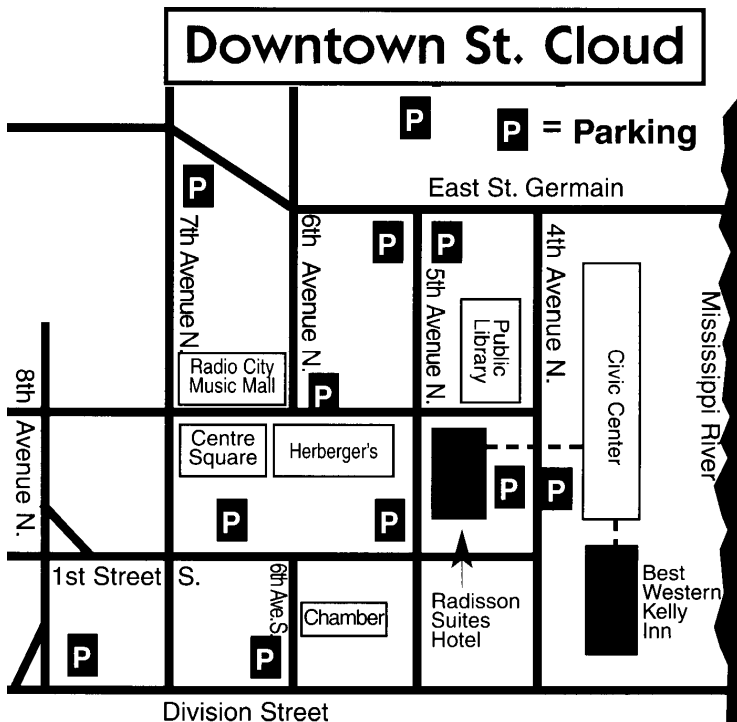 Downtown St. Cloud
P
P = Parking
East St. Germain
P
7th Avenue N.
6th Avenue N.
P
P
5th Avenue N.
4th Avenue N.
Public
Library
Civic Center
Mississippi River
Radio City
Music Mall
P
8th Avenue N.
Centre
Square
Herberger's
P
P
P
P
1st Street S.
6th Ave.S.
Chamber
Radisson
Suites
Hotel
Best
Western
Kelly
Inn
P
P
Division Street